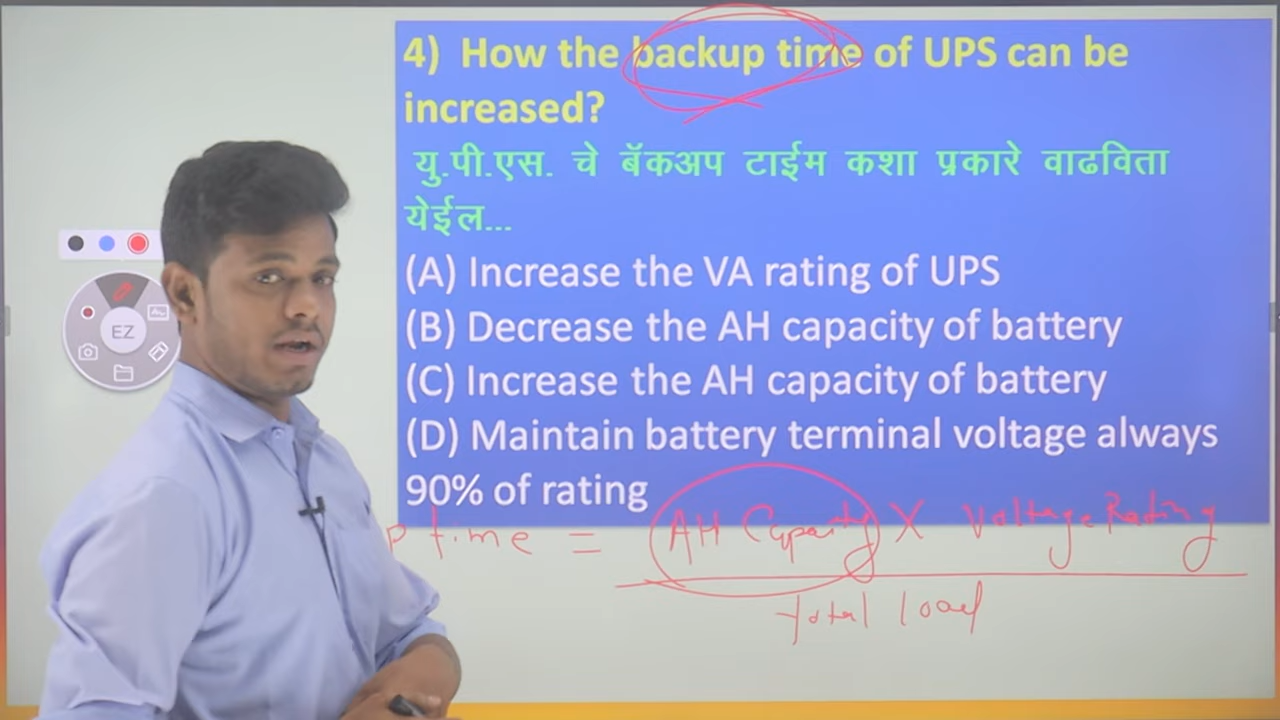 4) How the backup time of UPS can be
increased?
यु.पी.एस. चे बॅकअप टाईम कशा प्रकारे वाढविता
येईल...
(A) Increase the VA rating of UPS
(B) Decrease the AH capacity of battery
(C) Increase the AH capacity of battery
(D) Maintain battery terminal voltage always
90% of rating
EZ
P time = AH Capacity X Voltage Rating
total load